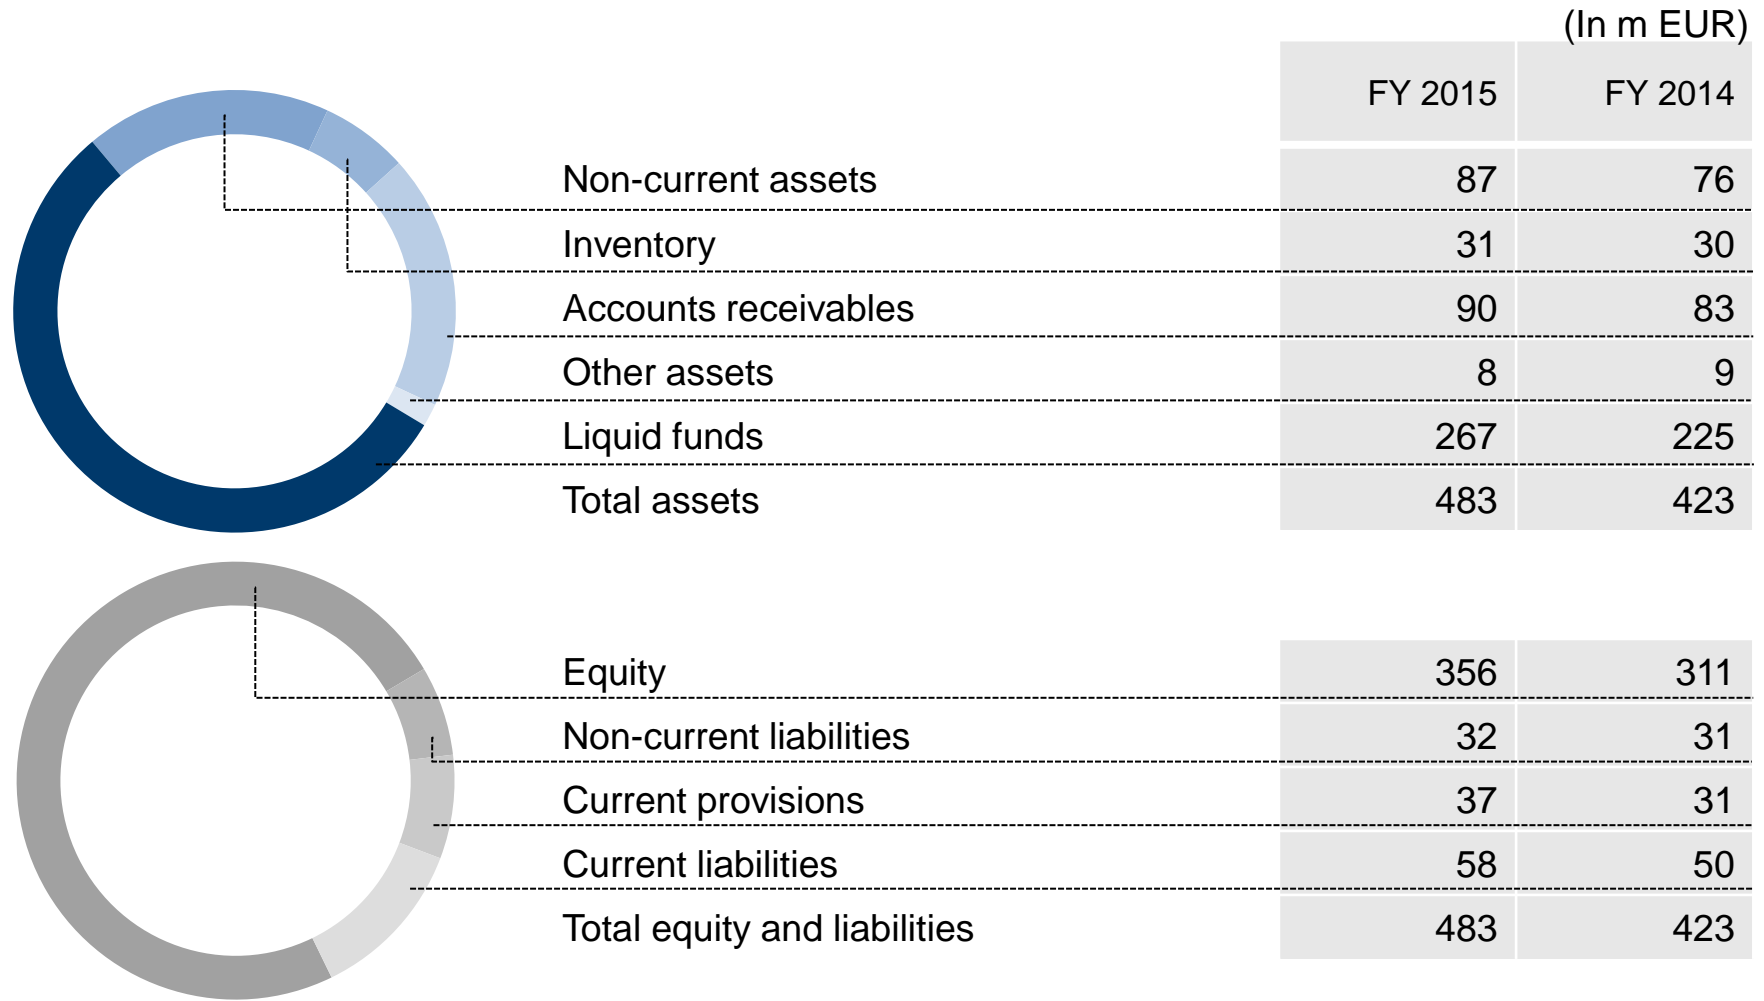 (In m EUR)
FY 2015 FY 2014
Non-current assets 87 76
Inventory 31 30
Accounts receivables 90 83
Other assets 8 9
Liquid funds 267 225
Total assets 483 423
Equity 356 311
Non-current liabilities 32 31
Current provisions 37 31
Current liabilities 58 50
Total equity and liabilities 483 423